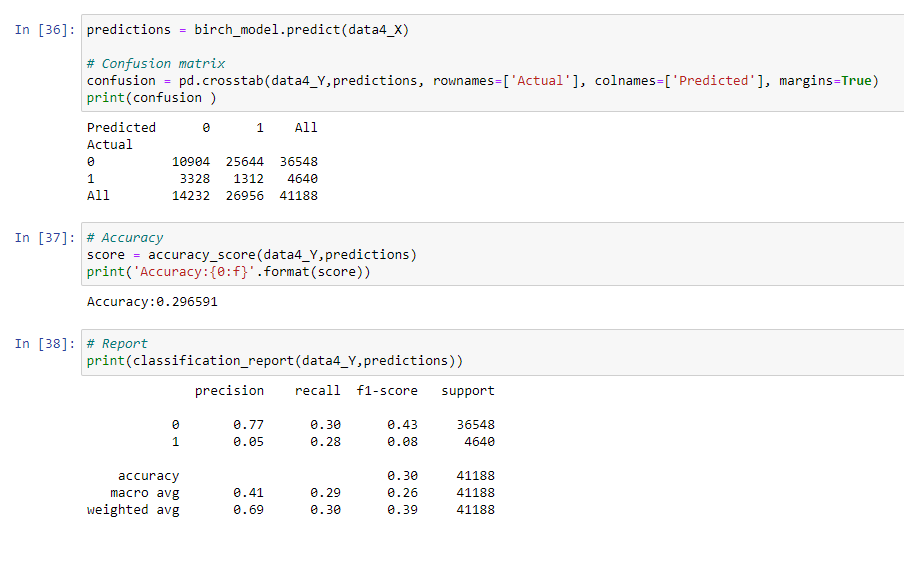 In [36]: predictions = birch_model.predict(data4_X)
# Confusion matrix
confusion = pd.crosstab(data4_Y,predictions, rownames=['Actual'], colnames=['Predicted'], margins=True)
print(confusion )
Predicted 0 1 All
Actual
0 10904 25644 36548
1 3328 1312 4640
All 14232 26956 41188
In [37]: # Accuracy
score = accuracy_score(data4_Y,predictions)
print('Accuracy:{0:f}'.format(score))
Accuracy:0.296591
In [38]: # Report
print(classification_report(data4_Y,predictions))
precision recall f1-score support
0 0.77 0.30 0.43 36548
1 0.05 0.28 0.08 4640
accuracy 0.30 41188
macro avg 0.41 0.29 0.26 41188
weighted avg 0.69 0.30 0.39 41188